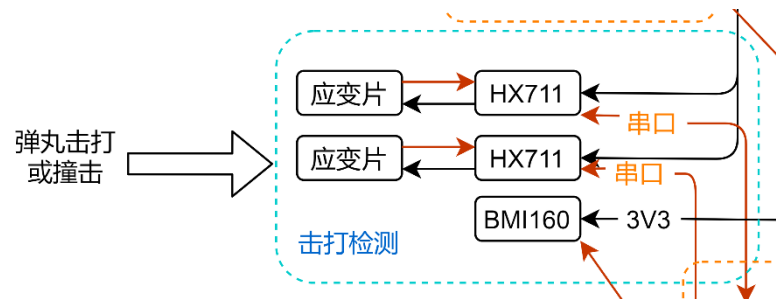 应变片
HX711
串口
弹丸击打
或撞击
应变片
HX711
串口
BMI160
3V3
击打检测